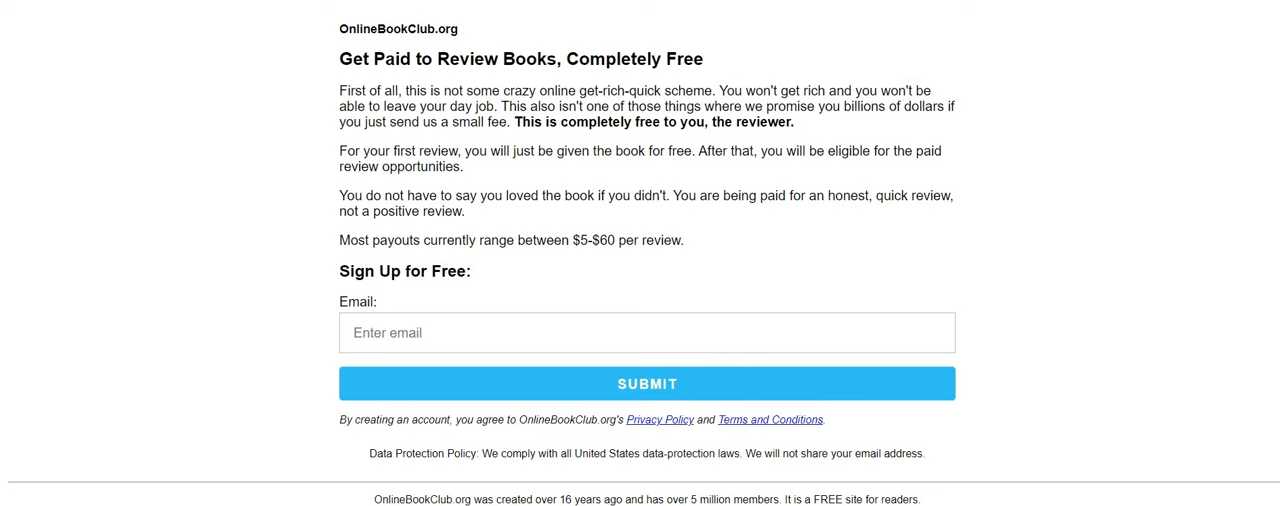 OnlineBookClub.org
Get Paid to Review Books, Completely Free
First of all, this is not some crazy online get-rich-quick scheme. You won't get rich and you won't be
able to leave your day job. This also isn't one of those things where we promise you billions of dollars if
you just send us a small fee. This is completely free to you, the reviewer.
For your first review, you will just be given the book for free. After that, you will be eligible for the paid
review opportunities.
You do not have to say you loved the book if you didn't. You are being paid for an honest, quick review,
not a positive review.
Most payouts currently range between $5-$60 per review.
Sign Up for Free:
Email:
Enter email
SUBMIT
By creating an account, you agree to OnlineBookClub.org's Privacy Policy and Terms and Conditions.
Data Protection Policy: We comply with all United States data-protection laws. We will not share your email address.
OnlineBookClub.org was created over 16 years ago and has over 5 million members. It is a FREE site for readers.